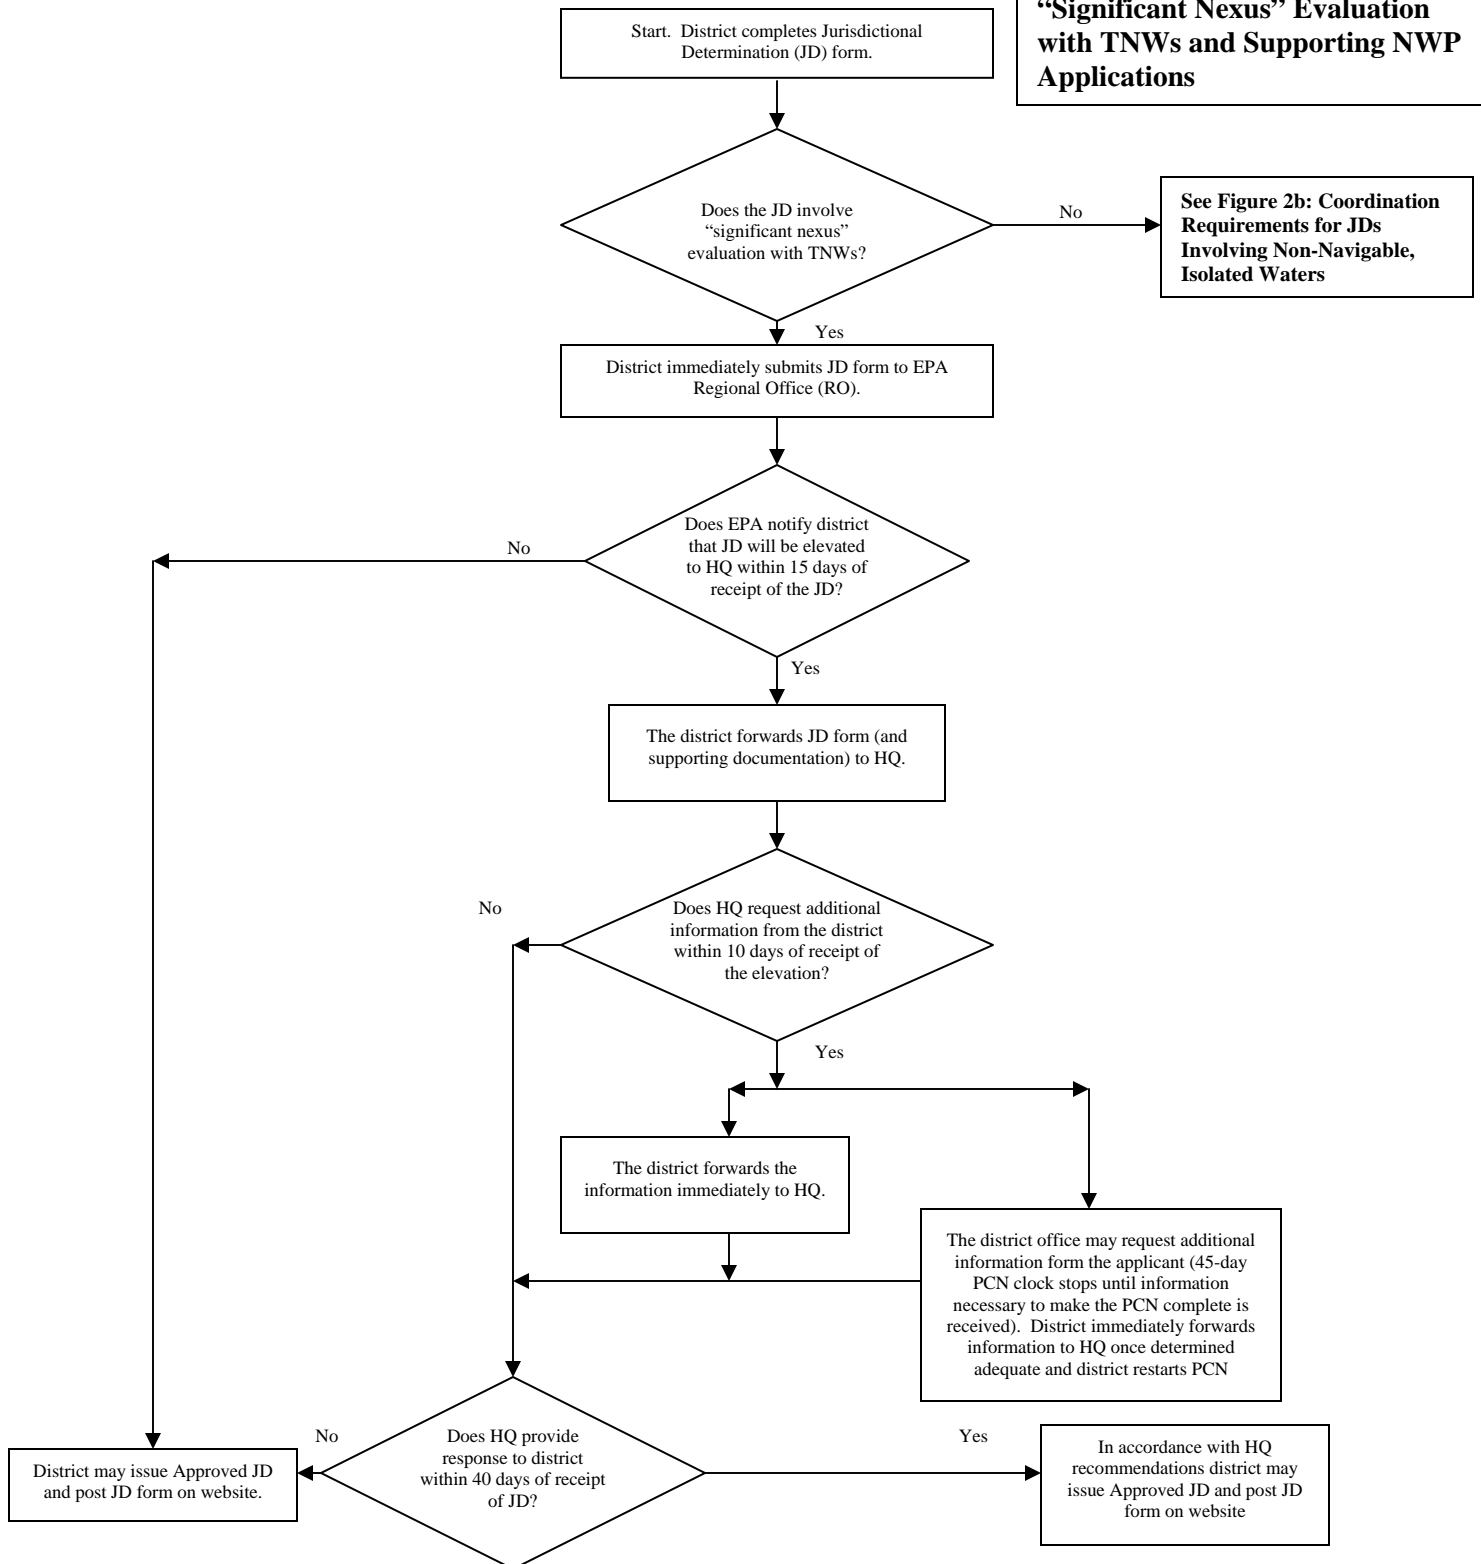 “Significant Nexus” Evaluation
with TNWs and Supporting NWP
Applications
Start.  District completes Jurisdictional
Determination (JD) form.
Does the JD involve
“significant nexus”
evaluation with TNWs?
No
See Figure 2b: Coordination
Requirements for JDs
Involving Non-Navigable,
Isolated Waters
Yes
District immediately submits JD form to EPA
Regional Office (RO).
Does EPA notify district
that JD will be elevated
to HQ within 15 days of
receipt of the JD?
No
Yes
The district forwards JD form (and
supporting documentation) to HQ.
Does HQ request additional
information from the district
within 10 days of receipt of
the elevation?
No
Yes
The district forwards the
information immediately to HQ.
The district office may request additional
information form the applicant (45-day
PCN clock stops until information
necessary to make the PCN complete is
received).  District immediately forwards
information to HQ once determined
adequate and district restarts PCN
Does HQ provide
response to district
within 40 days of receipt
of JD?
No
District may issue Approved JD
and post JD form on website.
Yes
In accordance with HQ
recommendations district may
issue Approved JD and post JD
form on website